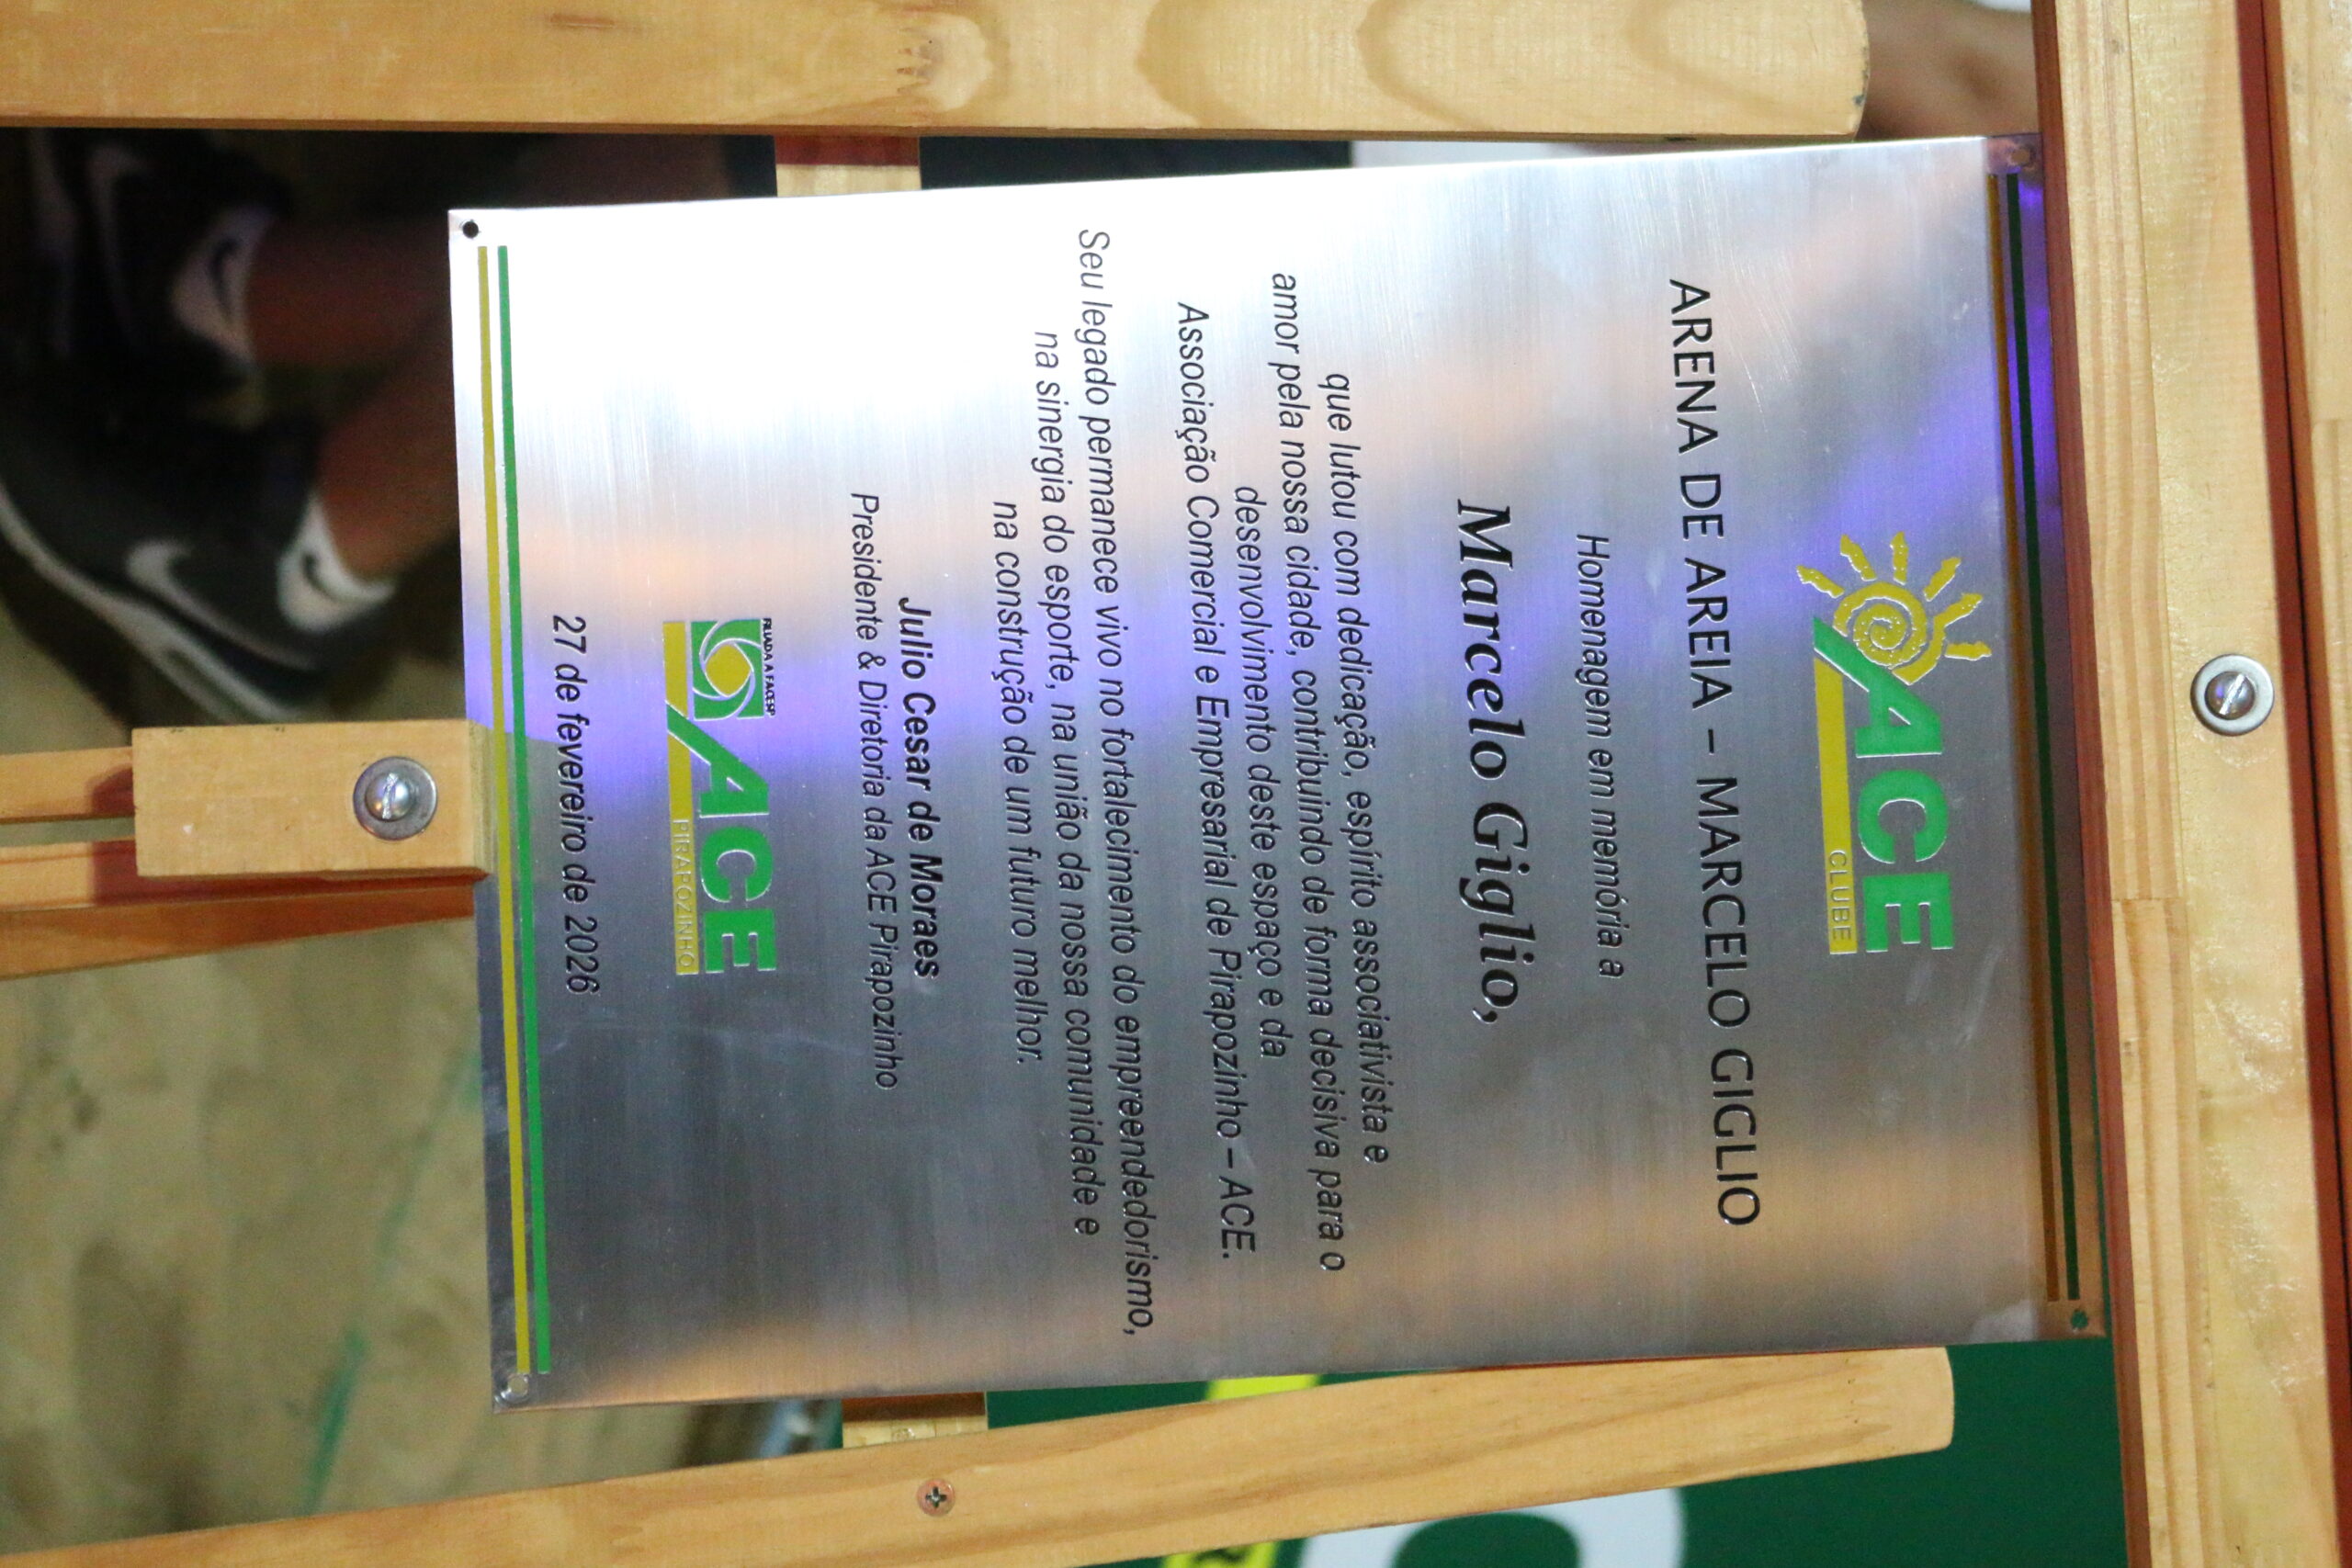 ACE
CLUBE
ARENA DE AREIA – MARCELO GIGLIO
Homenagem em memória a
Marcelo Giglio,
que lutou com dedicação, espírito associativista e
amor pela nossa cidade, contribuindo de forma decisiva para o
desenvolvimento deste espaço e da
Associação Comercial e Empresarial de Pirapozinho – ACE.
Seu legado permanece vivo no fortalecimento do empreendedorismo,
na sinergia do esporte, na união da nossa comunidade e
na construção de um futuro melhor.
Julio Cesar de Moraes
Presidente & Diretoria da ACE Pirapozinho
FILIADA A FACESP
ACE
PIRAPOZINHO
27 de fevereiro de 2026